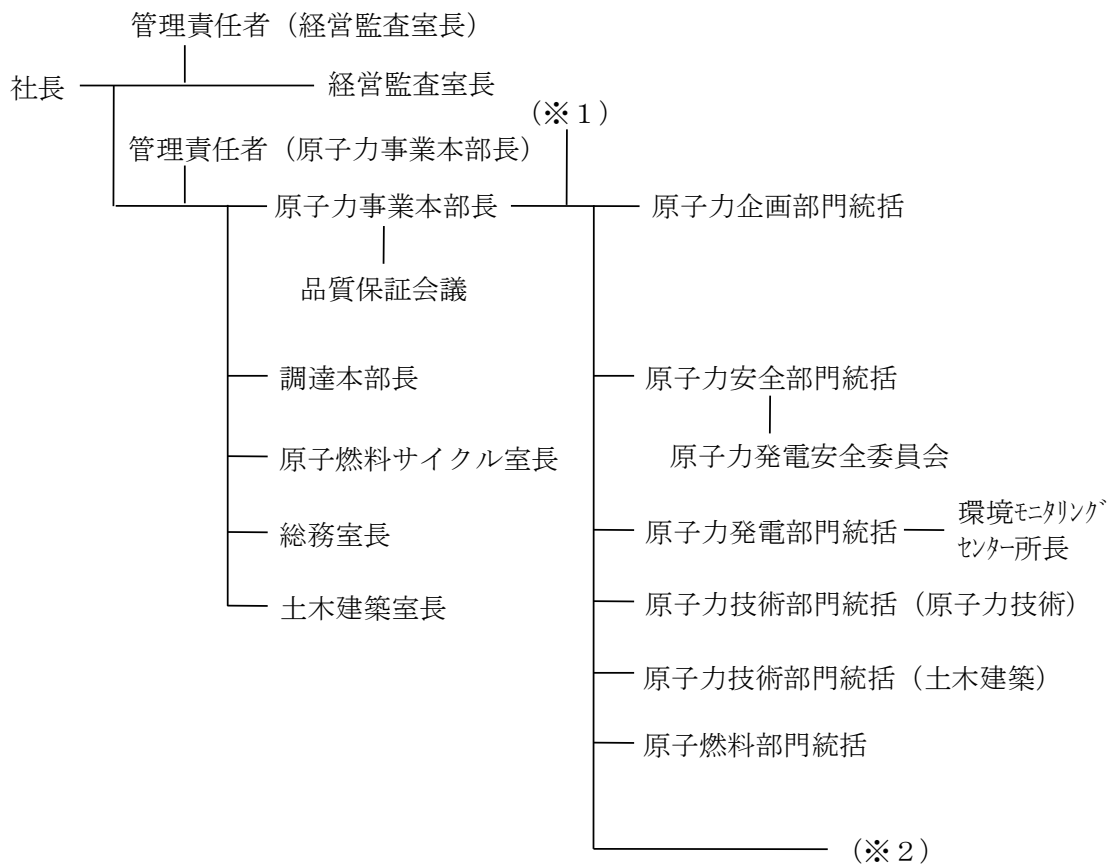 管理責任者（経営監査室長）
社長
経営監査室長
（※１）
管理責任者（原子力事業本部長）
原子力事業本部長
原子力企画部門統括
品質保証会議
調達本部長
原子力安全部門統括
原子力発電安全委員会
原子燃料サイクル室長
総務室長
原子力発電部門統括
環境ﾓﾆﾀﾘﾝｸﾞ
ｾﾝﾀｰ所長
土木建築室長
原子力技術部門統括（原子力技術）
原子力技術部門統括（土木建築）
原子燃料部門統括
（※２）